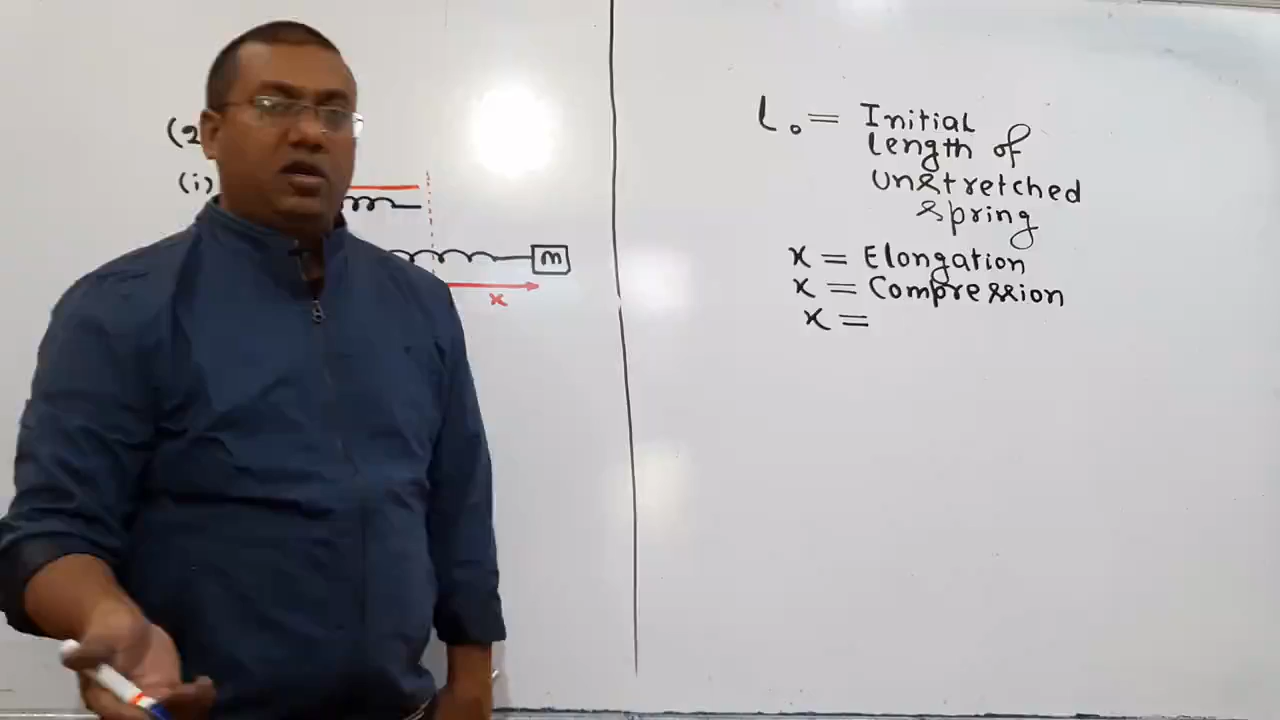 (2
(i)
m
x
l₀ = Initial
length of
unstretched
spring
x = Elongation
x = Compression
x =